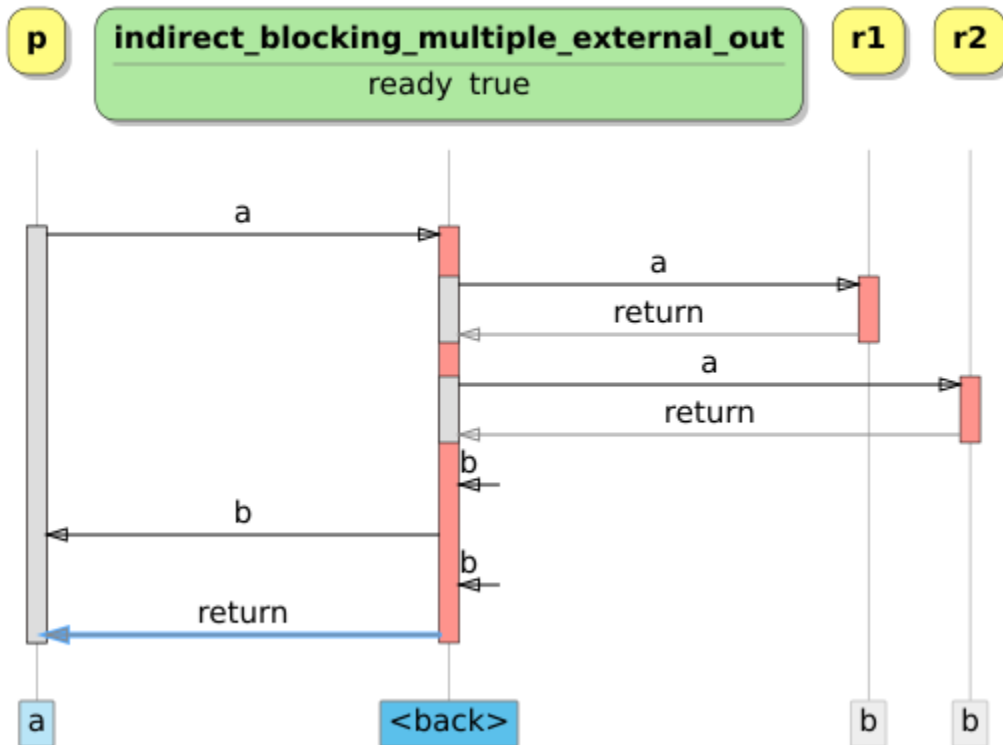 p
indirect_blocking_multiple_external_out
r1
r2
ready true
a
a
return
a
return
b
b
b
return
a
<back>
b
b